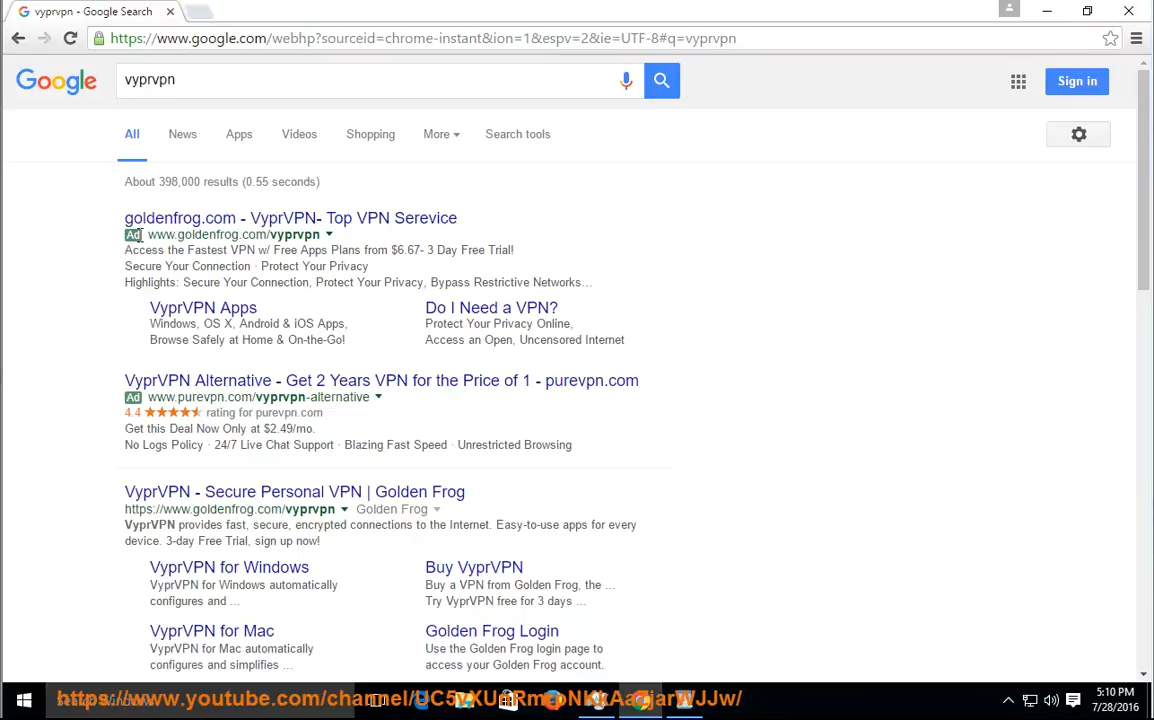 vyprvpn - Google Search
https://www.google.com/webhp?sourceid=chrome-instant&ion=1&espv=2&ie=UTF-8#q=vyprvpn
Google
vyprvpn
Sign in
All News Apps Videos Shopping More Search tools
About 398,000 results (0.55 seconds)
goldenfrog.com - VyprVPN- Top VPN Serevice
Ad www.goldenfrog.com/vyprvpn
Access the Fastest VPN w/ Free Apps Plans from $6.67- 3 Day Free Trial!
Secure Your Connection · Protect Your Privacy
Highlights: Secure Your Connection, Protect Your Privacy, Bypass Restrictive Networks...
VyprVPN Apps
Windows, OS X, Android & iOS Apps,
Browse Safely at Home & On-the-Go!
Do I Need a VPN?
Protect Your Privacy Online,
Access an Open, Uncensored Internet
VyprVPN Alternative - Get 2 Years VPN for the Price of 1 - purevpn.com
Ad www.purevpn.com/vyprvpn-alternative
4.4 rating for purevpn.com
Get this Deal Now Only at $2.49/mo.
No Logs Policy · 24/7 Live Chat Support · Blazing Fast Speed · Unrestricted Browsing
VyprVPN - Secure Personal VPN | Golden Frog
https://www.goldenfrog.com/vyprvpn Golden Frog
VyprVPN provides fast, secure, encrypted connections to the Internet. Easy-to-use apps for every
device. 3-day Free Trial, sign up now!
VyprVPN for Windows
VyprVPN for Windows automatically
configures and ...
Buy VyprVPN
Buy a VPN from Golden Frog, the ...
Try VyprVPN free for 3 days ...
VyprVPN for Mac
VyprVPN for Mac automatically
configures and simplifies ...
Golden Frog Login
Use the Golden Frog login page to
access your Golden Frog account.
Search Windows
5:10 PM
7/28/2016